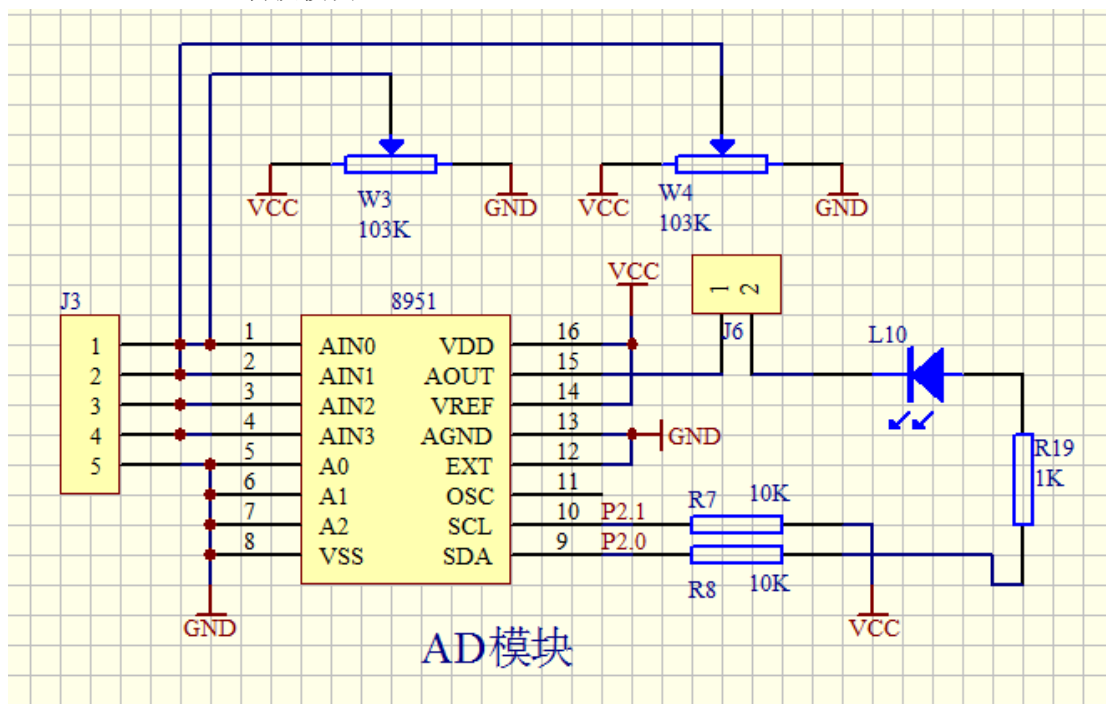 W3
103K
VCC
GND
W4
103K
VCC
GND
J3
1
2
3
4
5
8951
1 AIN0 VDD 16
2 AIN1 AOUT 15
3 AIN2 VREF 14
4 AIN3 AGND 13
5 A0 EXT 12
6 A1 OSC 11
7 A2 SCL 10 P2.1
8 VSS SDA 9 P2.0
VCC
1 2
J6
L10
GND
R19
1K
R7 10K
R8 10K
VCC
GND
AD模块